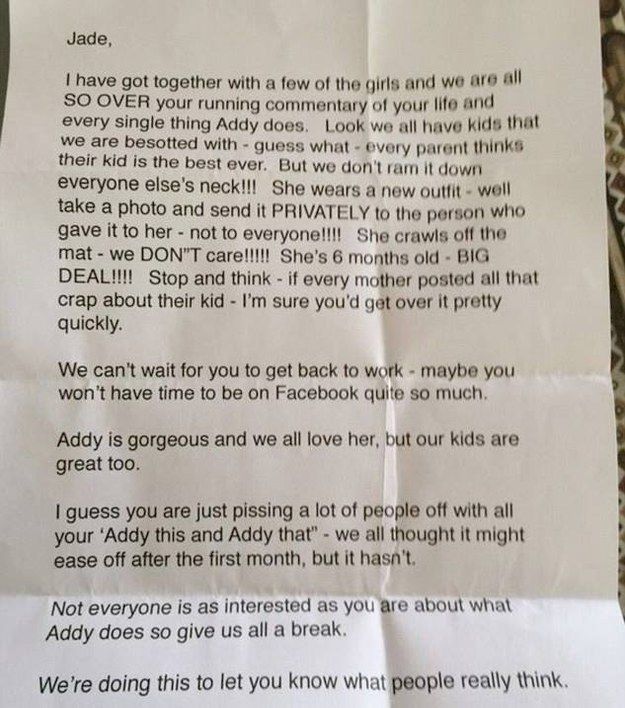 Jade,
I have got together with a few of the girls and we are all
SO OVER your running commentary of your life and
every single thing Addy does. Look we all have kids that
we are besotted with - guess what - every parent thinks
their kid is the best ever. But we don't ram it down
everyone else's neck!!! She wears a new outfit - well
take a photo and send it PRIVATELY to the person who
gave it to her - not to everyone!!!! She crawls off the
mat - we DON"T care!!!!! She's 6 months old - BIG
DEAL!!!! Stop and think - if every mother posted all that
crap about their kid - I'm sure you'd get over it pretty
quickly.
We can't wait for you to get back to work - maybe you
won't have time to be on Facebook quite so much.
Addy is gorgeous and we all love her, but our kids are
great too.
I guess you are just pissing a lot of people off with all
your 'Addy this and Addy that" - we all thought it might
ease off after the first month, but it hasn't.
Not everyone is as interested as you are about what
Addy does so give us all a break.
We're doing this to let you know what people really think.